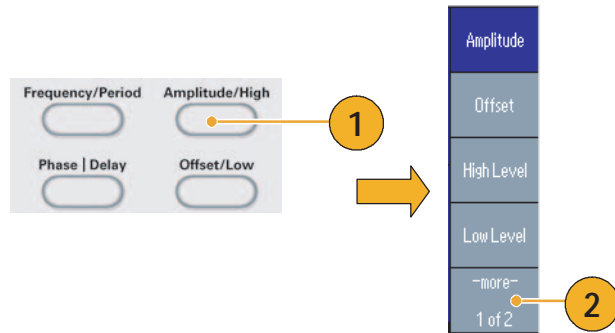 Frequency/Period
Amplitude/High
1
Phase | Delay
Offset/Low
Amplitude
Offset
High Level
Low Level
-more-
1 of 2
2